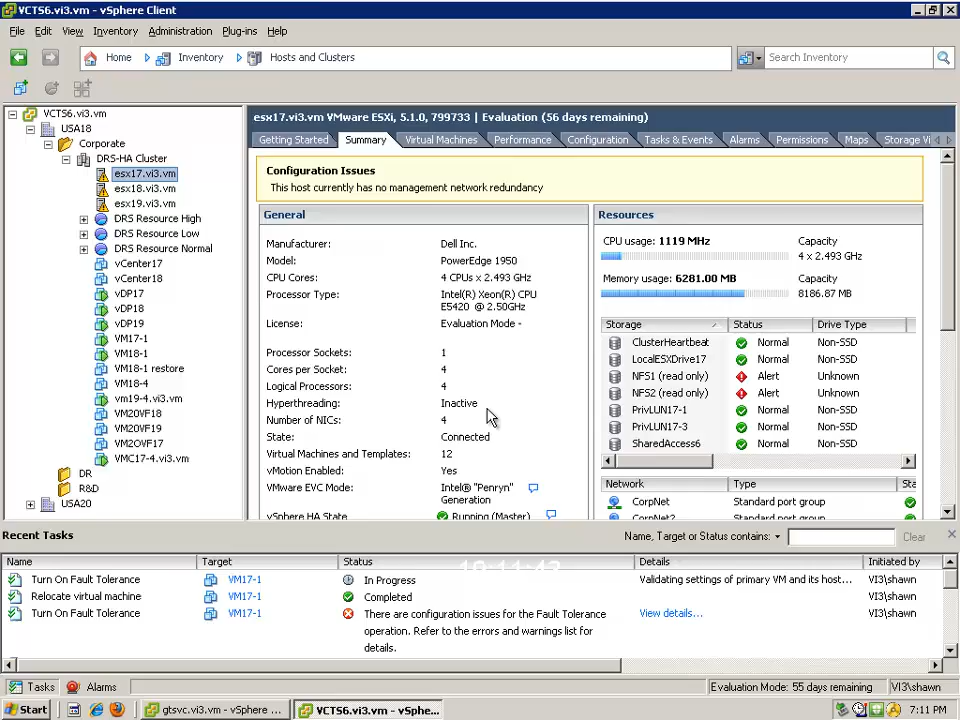 VCTS6.vi3.vm - vSphere Client
File Edit View Inventory Administration Plug-ins Help
Home Inventory Hosts and Clusters
Search Inventory
VCTS6.vi3.vm
USA18
Corporate
DRS-HA Cluster
esx17.vi3.vm
esx18.vi3.vm
esx19.vi3.vm
DRS Resource High
DRS Resource Low
DRS Resource Normal
vCenter17
vCenter18
vDP17
vDP18
vDP19
VM17-1
VM18-1
VM18-1 restore
VM18-4
vm19-4.vi3.vm
VM2OVF18
VM2OVF19
VM2OVF17
VMC17-4.vi3.vm
DR
R&D
USA20
esx17.vi3.vm VMware ESXi, 5.1.0, 799733 | Evaluation (56 days remaining)
Getting Started Summary Virtual Machines Performance Configuration Tasks & Events Alarms Permissions Maps Storage Vi
Configuration Issues
This host currently has no management network redundancy
General
Manufacturer: Dell Inc.
Model: PowerEdge 1950
CPU Cores: 4 CPUs x 2.493 GHz
Processor Type: Intel(R) Xeon(R) CPU
E5420 @ 2.50GHz
License: Evaluation Mode -
Processor Sockets: 1
Cores per Socket: 4
Logical Processors: 4
Hyperthreading: Inactive
Number of NICs: 4
State: Connected
Virtual Machines and Templates: 12
vMotion Enabled: Yes
VMware EVC Mode: Intel® "Penryn"
Generation
vSphere HA State Running (Master)
Resources
CPU usage: 1119 MHz Capacity
4 x 2.493 GHz
Memory usage: 6281.00 MB Capacity
8186.87 MB
Storage Status Drive Type
ClusterHeartbeat Normal Non-SSD
LocalESXDrive17 Normal Non-SSD
NFS1 (read only) Alert Unknown
NFS2 (read only) Alert Unknown
PrivLUN17-1 Normal Non-SSD
PrivLUN17-3 Normal Non-SSD
SharedAccess6 Normal Non-SSD
Network Type Sta
CorpNet Standard port group
CorpNet2 Standard port group
Recent Tasks
Name, Target or Status contains: Clear
Name Target Status Details Initiated by
Turn On Fault Tolerance VM17-1 In Progress Validating settings of primary VM and its host... VI3\shawn
Relocate virtual machine VM17-1 Completed VI3\shawn
Turn On Fault Tolerance VM17-1 There are configuration issues for the Fault Tolerance View details... VI3\shawn
operation. Refer to the errors and warnings list for
details.
Tasks Alarms Evaluation Mode: 55 days remaining VI3\shawn
Start gtsvc.vi3.vm - vSphere ... VCTS6.vi3.vm - vSphe... 7:11 PM